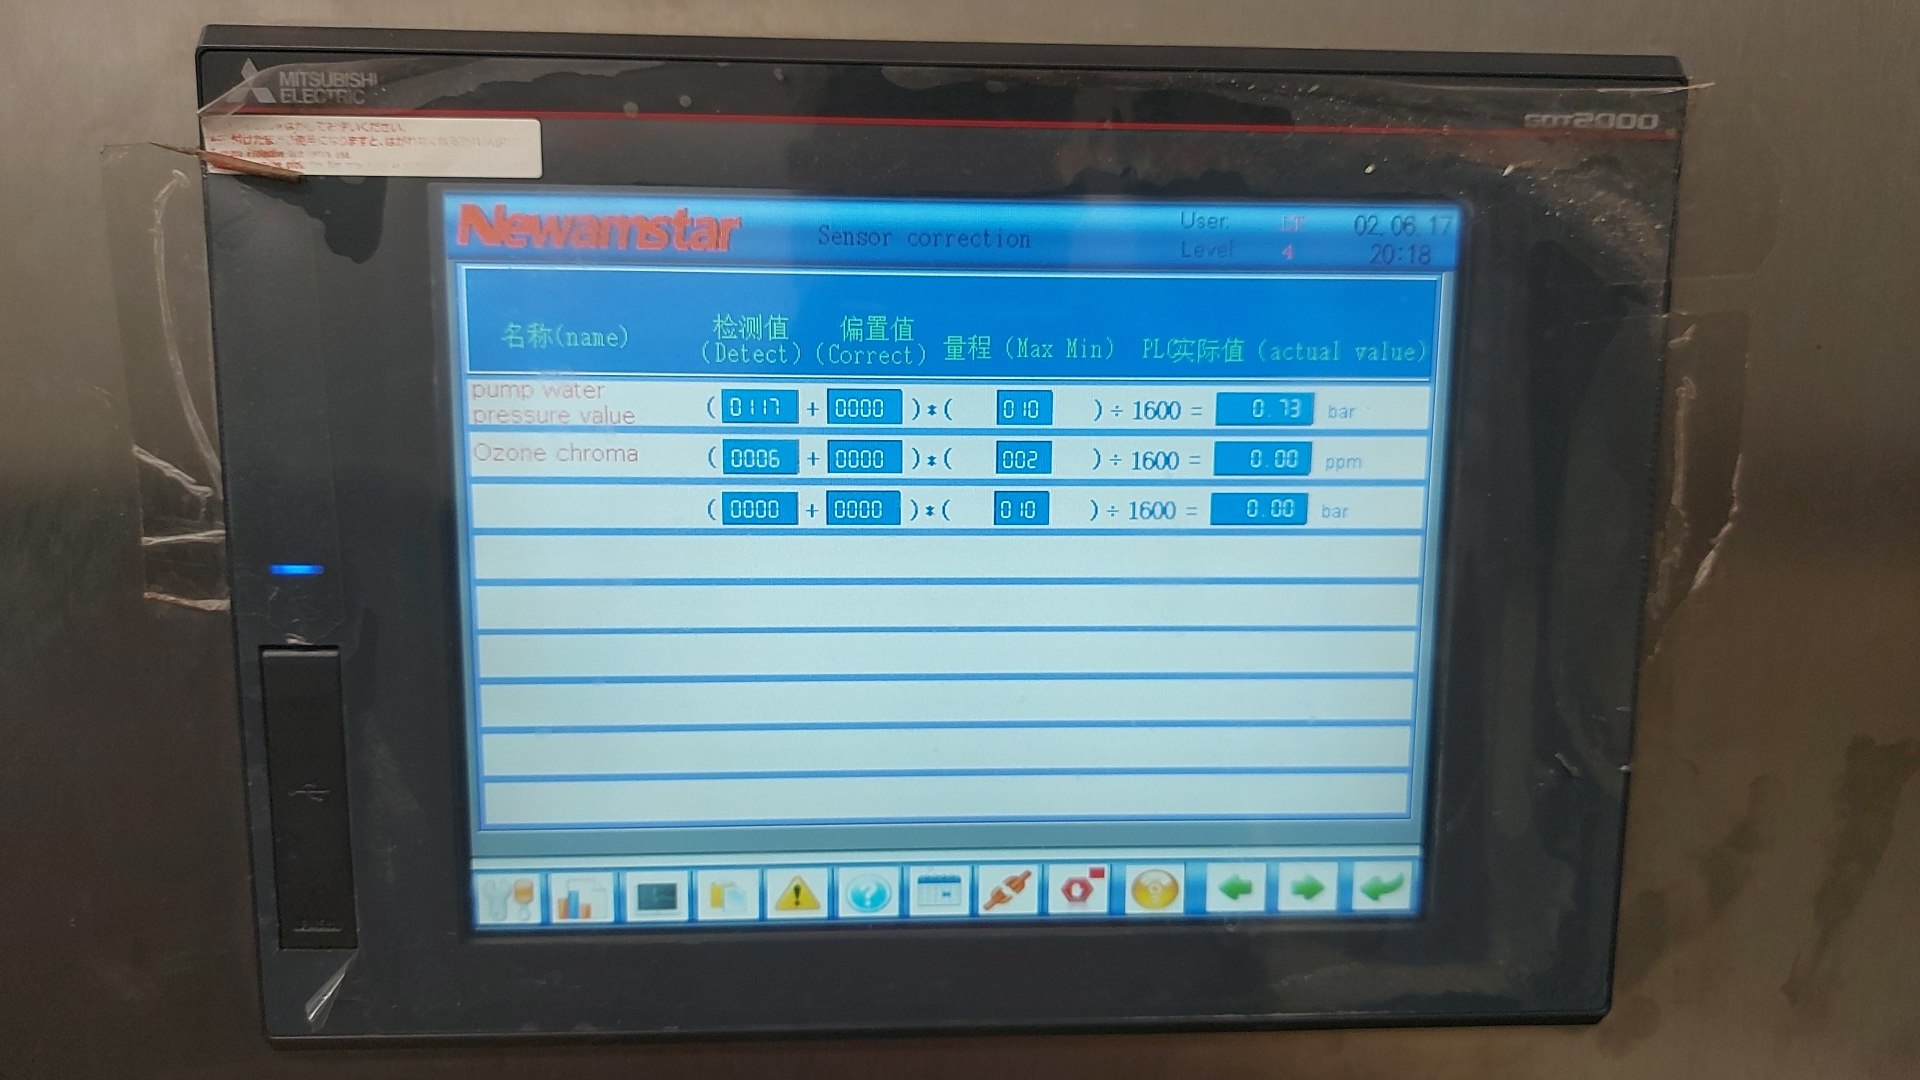 MITSUBISHI
ELECTRIC
GOT2000
Newamstar
Sensor correction
User:
Level:
4
02.06.17
20:18
名称(name)
检测值
(Detect)
偏置值
(Correct)
量程 (Max Min)
PLC实际值 (actual value)
pump water
pressure value
( 0117 + 0000 ) * ( 010 ) ÷ 1600 = 0.73 bar
Ozone chroma
( 0006 + 0000 ) * ( 002 ) ÷ 1600 = 0.00 ppm
( 0000 + 0000 ) * ( 010 ) ÷ 1600 = 0.00 bar